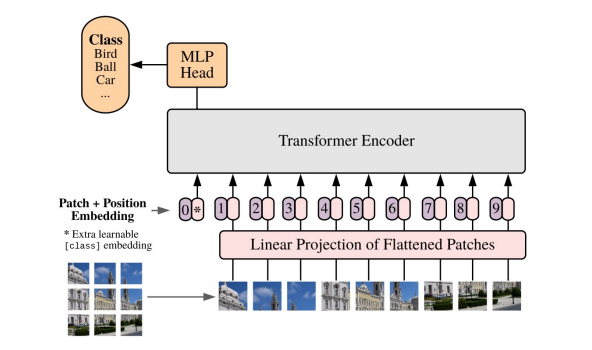 Class
Bird
Ball
Car
...
MLP
Head
Transformer Encoder
Patch + Position
Embedding
0 * 1 2 3 4 5 6 7 8 9
* Extra learnable
[class] embedding
Linear Projection of Flattened Patches